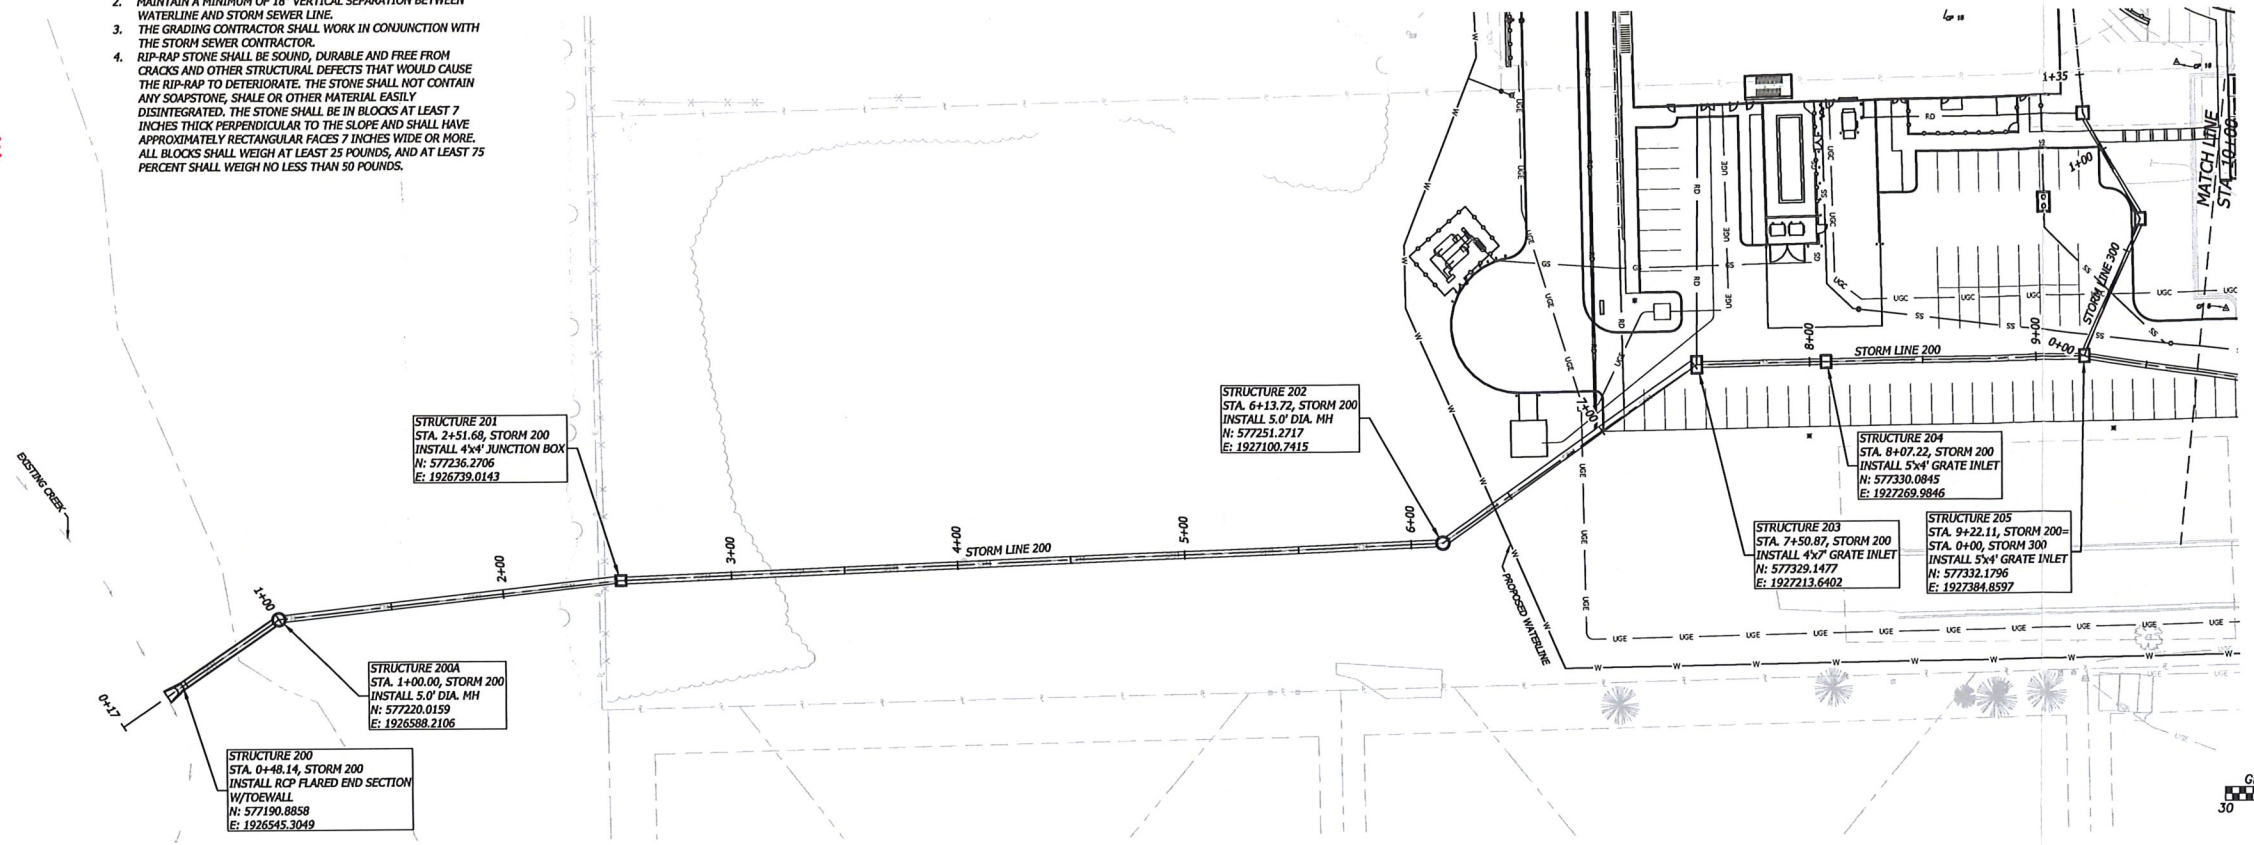 2. MAINTAIN A MINIMUM OF 18" VERTICAL SEPARATION BETWEEN
WATERLINE AND STORM SEWER LINE.
3. THE GRADING CONTRACTOR SHALL WORK IN CONJUNCTION WITH
THE STORM SEWER CONTRACTOR.
4. RIP-RAP STONE SHALL BE SOUND, DURABLE AND FREE FROM
CRACKS AND OTHER STRUCTURAL DEFECTS THAT WOULD CAUSE
THE RIP-RAP TO DETERIORATE. THE STONE SHALL NOT CONTAIN
ANY SOAPSTONE, SHALE OR OTHER MATERIAL EASILY
DISINTEGRATED. THE STONE SHALL BE IN BLOCKS AT LEAST 7
INCHES THICK PERPENDICULAR TO THE SLOPE AND SHALL HAVE
APPROXIMATELY RECTANGULAR FACES 7 INCHES WIDE OR MORE.
ALL BLOCKS SHALL WEIGH AT LEAST 25 POUNDS, AND AT LEAST 75
PERCENT SHALL WEIGH NO LESS THAN 50 POUNDS.
EXISTING CREEK
0+17
1+00
2+00
3+00
4+00
5+00
6+00
7+00
8+00
9+00
0+00
1+00
1+35
STORM LINE 200
STORM LINE 200
STORM LINE 300
MATCH LINE
STA. 10+00
PROPOSED WATERLINE
STRUCTURE 200
STA. 0+48.14, STORM 200
INSTALL RCP FLARED END SECTION
W/TOEWALL
N: 577190.8858
E: 1926545.3049
STRUCTURE 200A
STA. 1+00.00, STORM 200
INSTALL 5.0' DIA. MH
N: 577220.0159
E: 1926588.2106
STRUCTURE 201
STA. 2+51.68, STORM 200
INSTALL 4'x4' JUNCTION BOX
N: 577236.2706
E: 1926739.0143
STRUCTURE 202
STA. 6+13.72, STORM 200
INSTALL 5.0' DIA. MH
N: 577251.2717
E: 1927100.7415
STRUCTURE 203
STA. 7+50.87, STORM 200
INSTALL 4'x7' GRATE INLET
N: 577329.1477
E: 1927213.6402
STRUCTURE 204
STA. 8+07.22, STORM 200
INSTALL 5'x4' GRATE INLET
N: 577330.0845
E: 1927269.9846
STRUCTURE 205
STA. 9+22.11, STORM 200=
STA. 0+00, STORM 300
INSTALL 5'x4' GRATE INLET
N: 577332.1796
E: 1927384.8597
W
UGE
UGC
RD
GS
SS
30